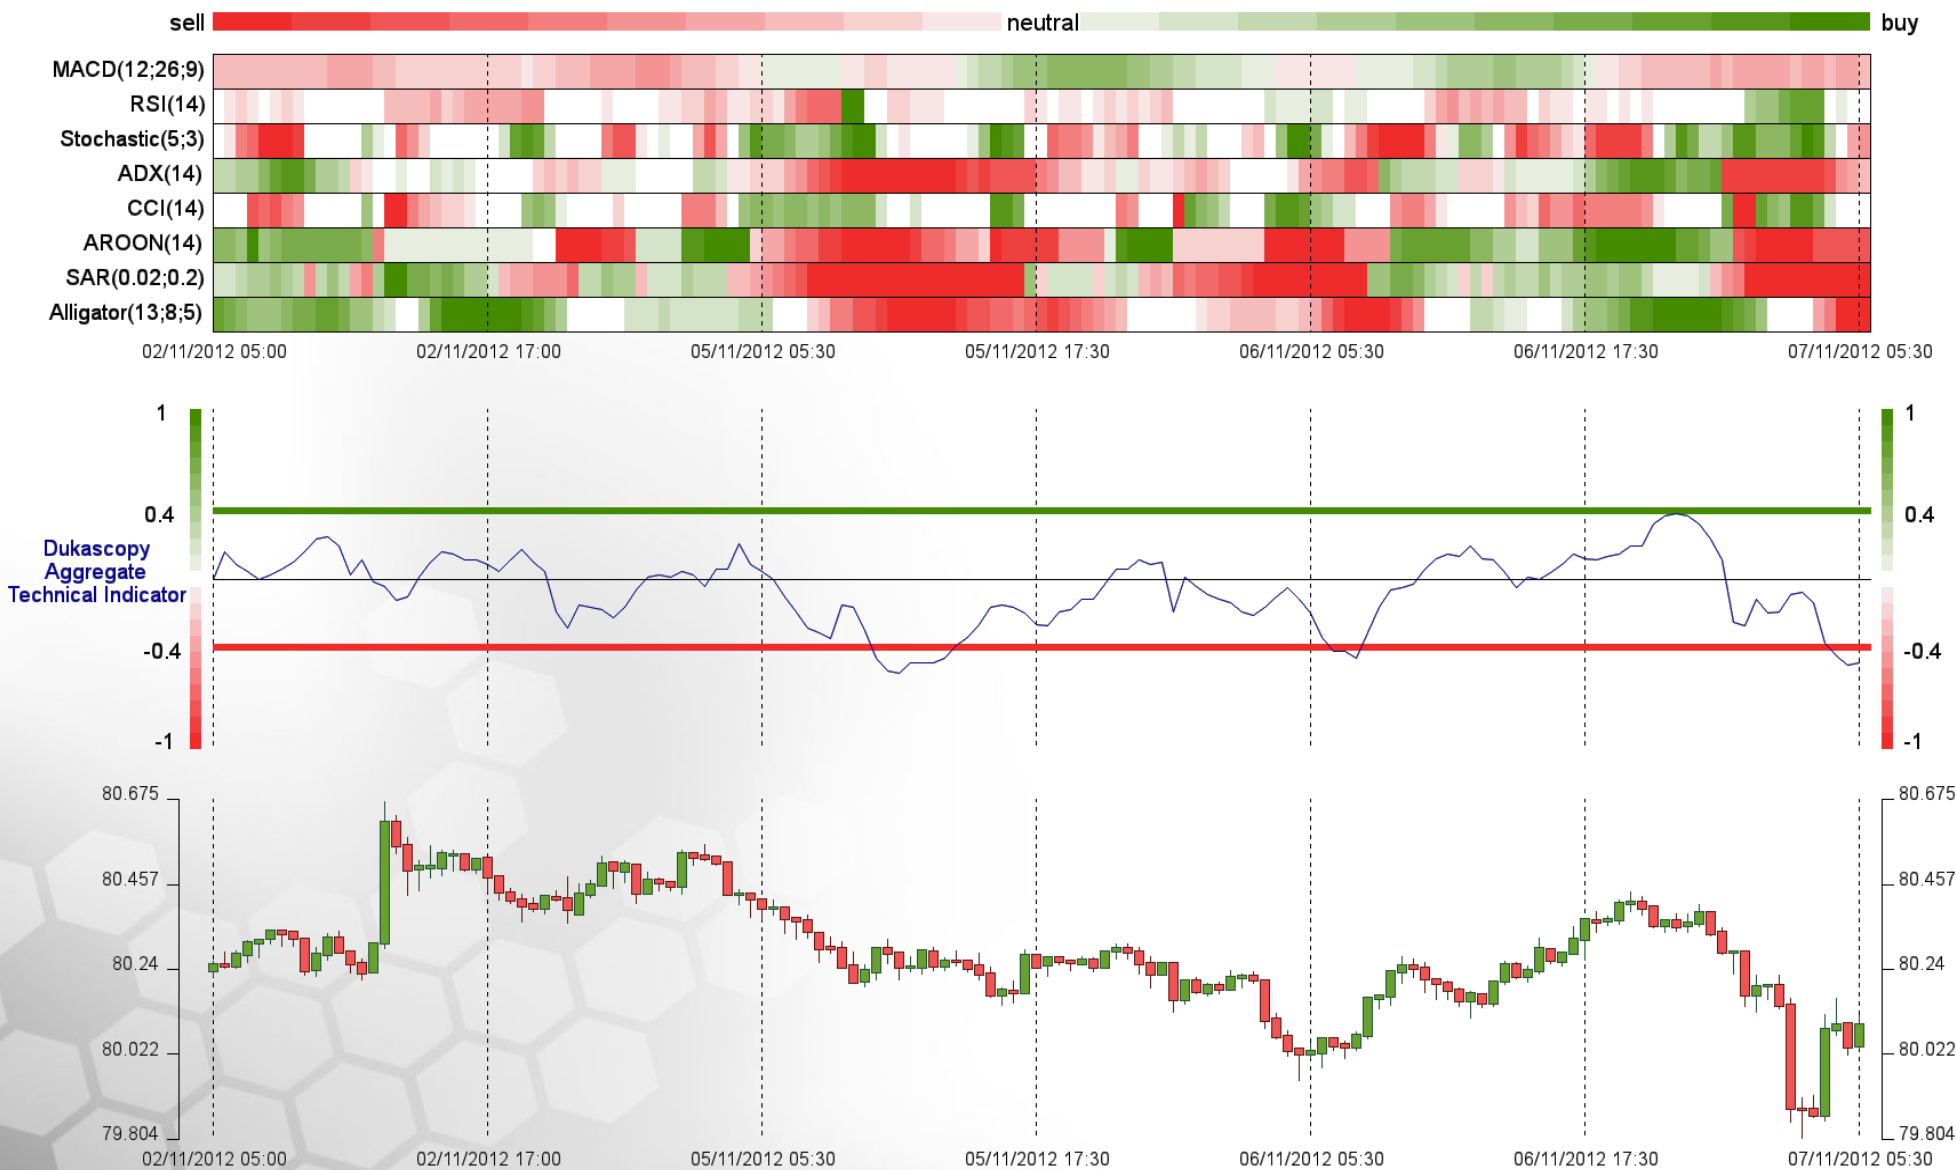 sell neutral buy
MACD(12;26;9)
RSI(14)
Stochastic(5;3)
ADX(14)
CCI(14)
AROON(14)
SAR(0.02;0.2)
Alligator(13;8;5)
02/11/2012 05:00 02/11/2012 17:00 05/11/2012 05:30 05/11/2012 17:30 06/11/2012 05:30 06/11/2012 17:30 07/11/2012 05:30
1 1
0.4 0.4
Dukascopy
Aggregate
Technical Indicator
-0.4 -0.4
-1 -1
80.675 80.675
80.457 80.457
80.24 80.24
80.022 80.022
79.804 79.804
02/11/2012 05:00 02/11/2012 17:00 05/11/2012 05:30 05/11/2012 17:30 06/11/2012 05:30 06/11/2012 17:30 07/11/2012 05:30